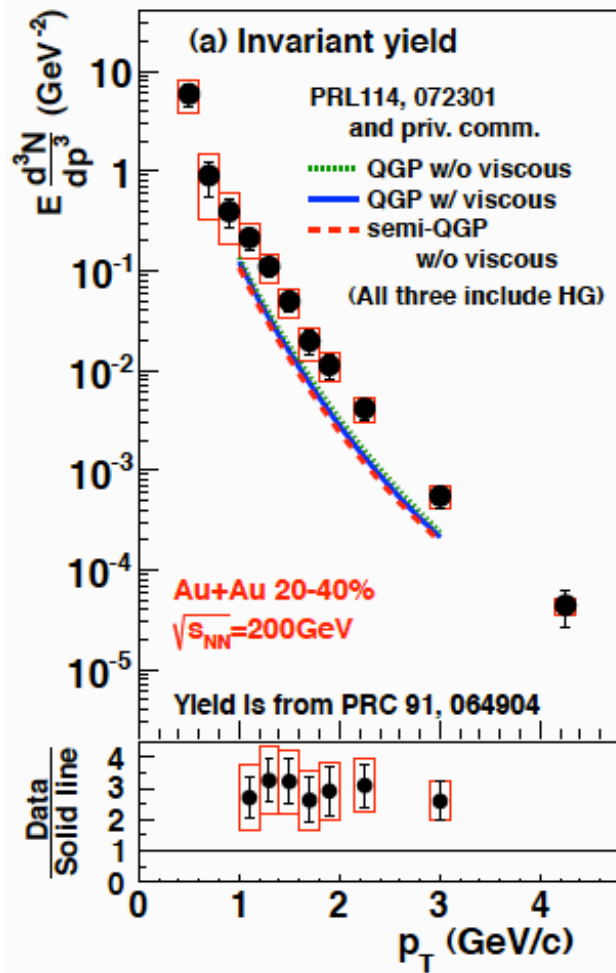 (a) Invariant yield
E d³N/dp³ (GeV⁻²)
PRL114, 072301
and priv. comm.
QGP w/o viscous
QGP w/ viscous
semi-QGP
w/o viscous
(All three include HG)
10
1
10⁻¹
10⁻²
10⁻³
10⁻⁴
10⁻⁵
Au+Au 20-40%
√s_NN=200GeV
Yield is from PRC 91, 064904
Data/Solid line
4
3
2
1
0
0 1 2 3 4
p_T (GeV/c)